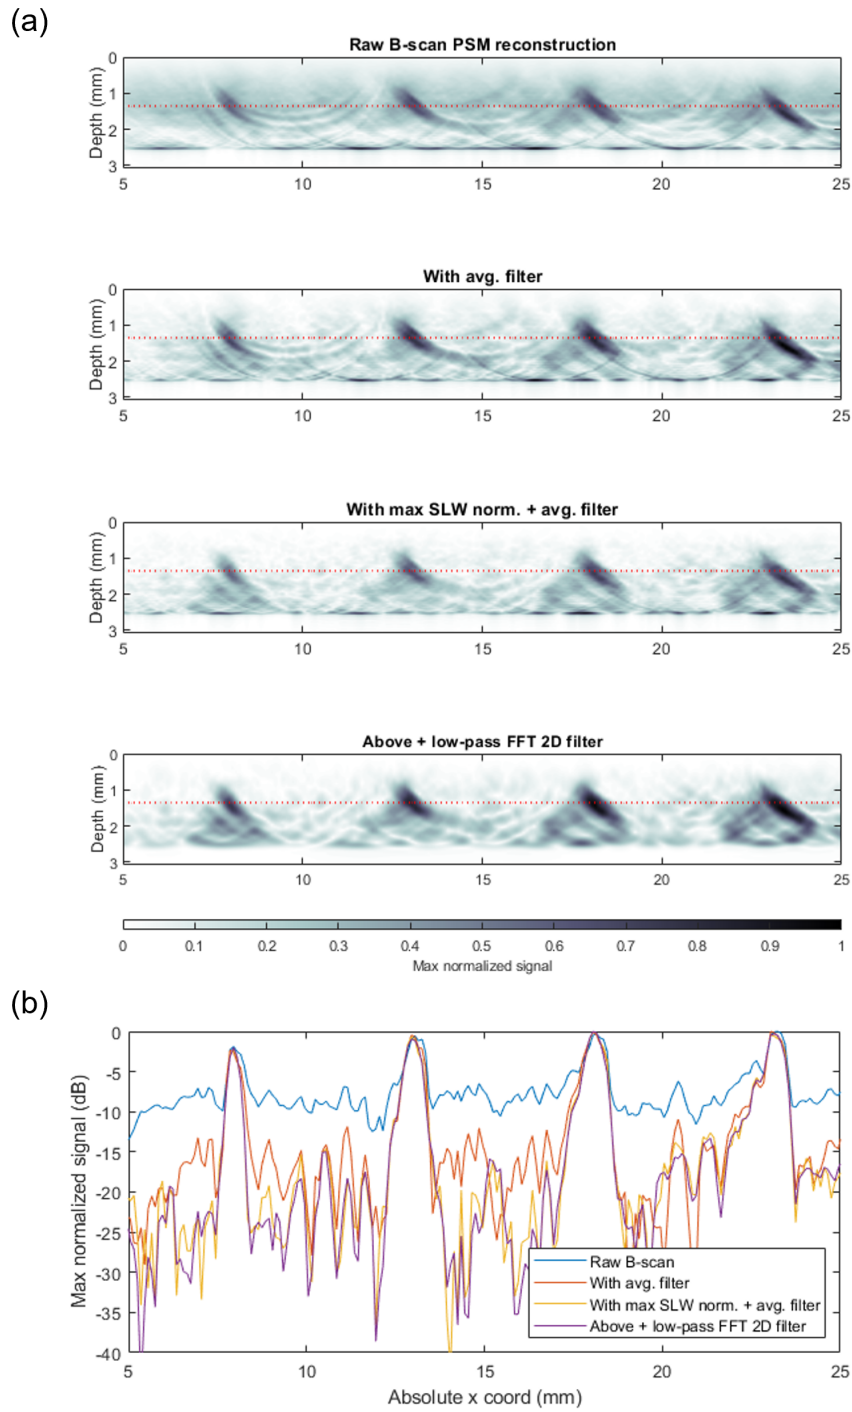 (a)
Raw B-scan PSM reconstruction
Depth (mm)
0
1
2
3
5 10 15 20 25
With avg. filter
Depth (mm)
0
1
2
3
5 10 15 20 25
With max SLW norm. + avg. filter
Depth (mm)
0
1
2
3
5 10 15 20 25
Above + low-pass FFT 2D filter
Depth (mm)
0
1
2
3
5 10 15 20 25
0 0.1 0.2 0.3 0.4 0.5 0.6 0.7 0.8 0.9 1
Max normalized signal
(b)
Max normalized signal (dB)
0
-5
-10
-15
-20
-25
-30
-35
-40
Raw B-scan
With avg. filter
With max SLW norm. + avg. filter
Above + low-pass FFT 2D filter
5 10 15 20 25
Absolute x coord (mm)